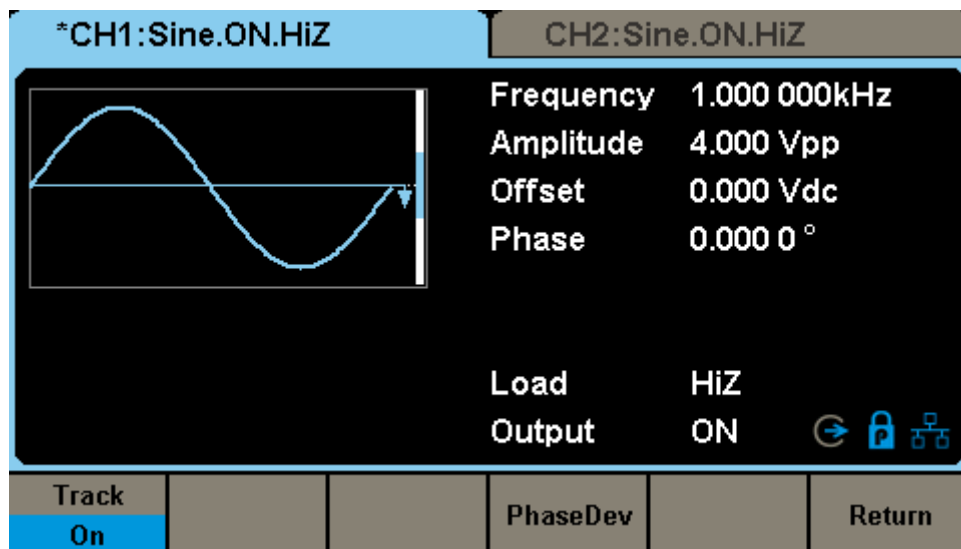 *CH1:Sine.ON.HiZ
CH2:Sine.ON.HiZ
Frequency 1.000 000kHz
Amplitude 4.000 Vpp
Offset 0.000 Vdc
Phase 0.000 0 °
Load HiZ
Output ON
P
Track
On
PhaseDev
Return